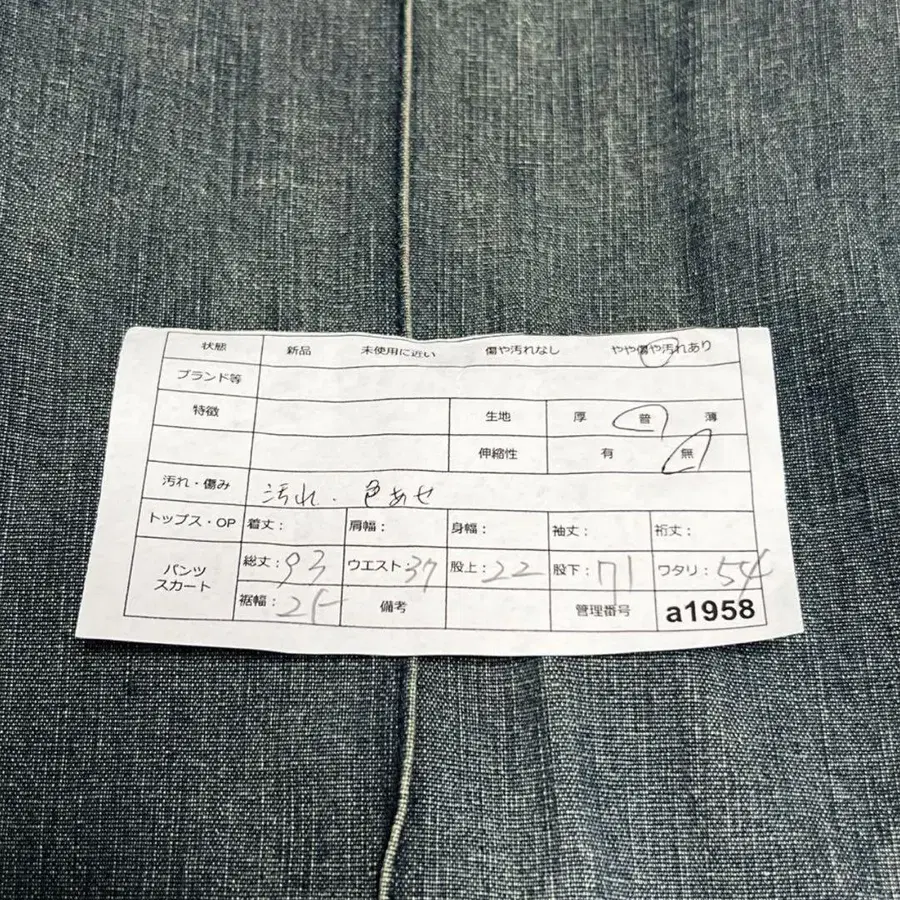 状態 新品 未使用に近い 傷や汚れなし やや傷や汚れあり
ブランド等
特徴 生地 厚 普 薄
伸縮性 有 無
汚れ・傷み 汚れ・色あせ
トップス・OP 着丈: 肩幅: 身幅: 袖丈: 裄丈:
パンツ
スカート
総丈:93 ウエスト:37 股上:22 股下:71 ワタリ:54
裾幅:25 備考 管理番号 a1958